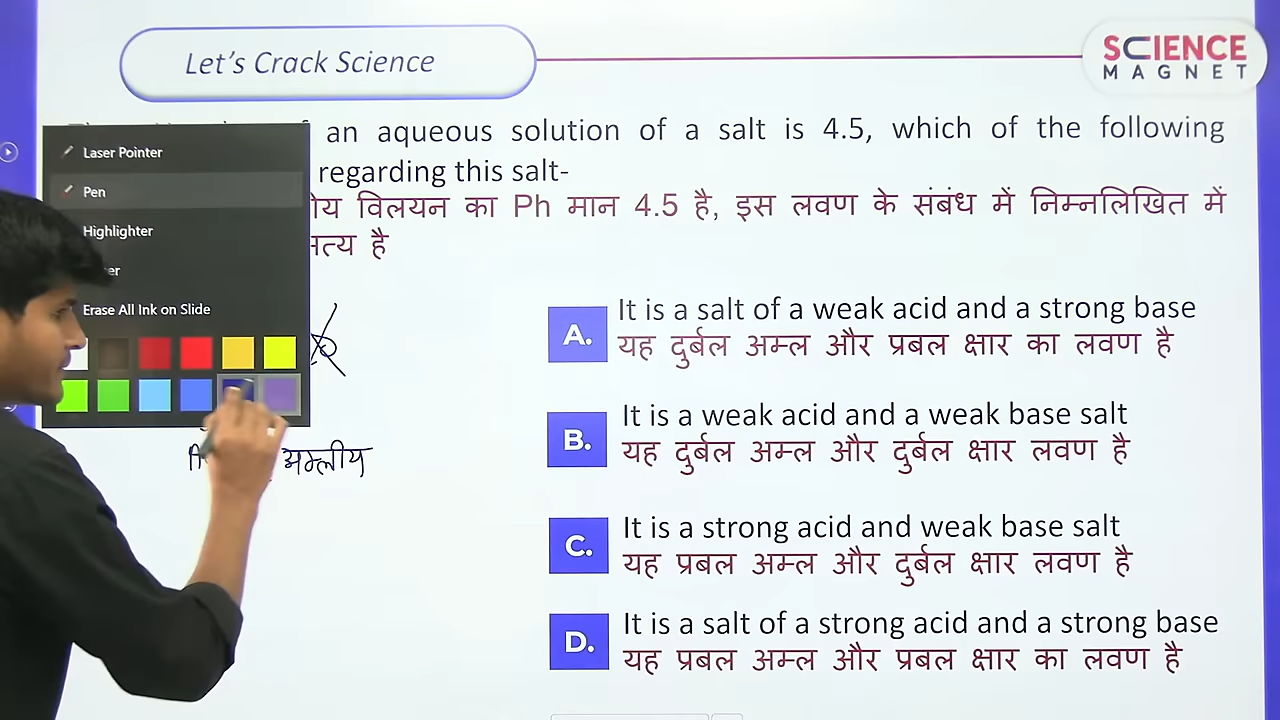 Let's Crack Science
SCIENCE
MAGNET
an aqueous solution of a salt is 4.5, which of the following
regarding this salt-
विलयन का Ph मान 4.5 है, इस लवण के संबंध में निम्नलिखित में
है
Laser Pointer
Pen
Highlighter
Erase All Ink on Slide
अम्लीय
A.
It is a salt of a weak acid and a strong base
यह दुर्बल अम्ल और प्रबल क्षार का लवण है
B.
It is a weak acid and a weak base salt
यह दुर्बल अम्ल और दुर्बल क्षार लवण है
C.
It is a strong acid and weak base salt
यह प्रबल अम्ल और दुर्बल क्षार लवण है
D.
It is a salt of a strong acid and a strong base
यह प्रबल अम्ल और प्रबल क्षार का लवण है